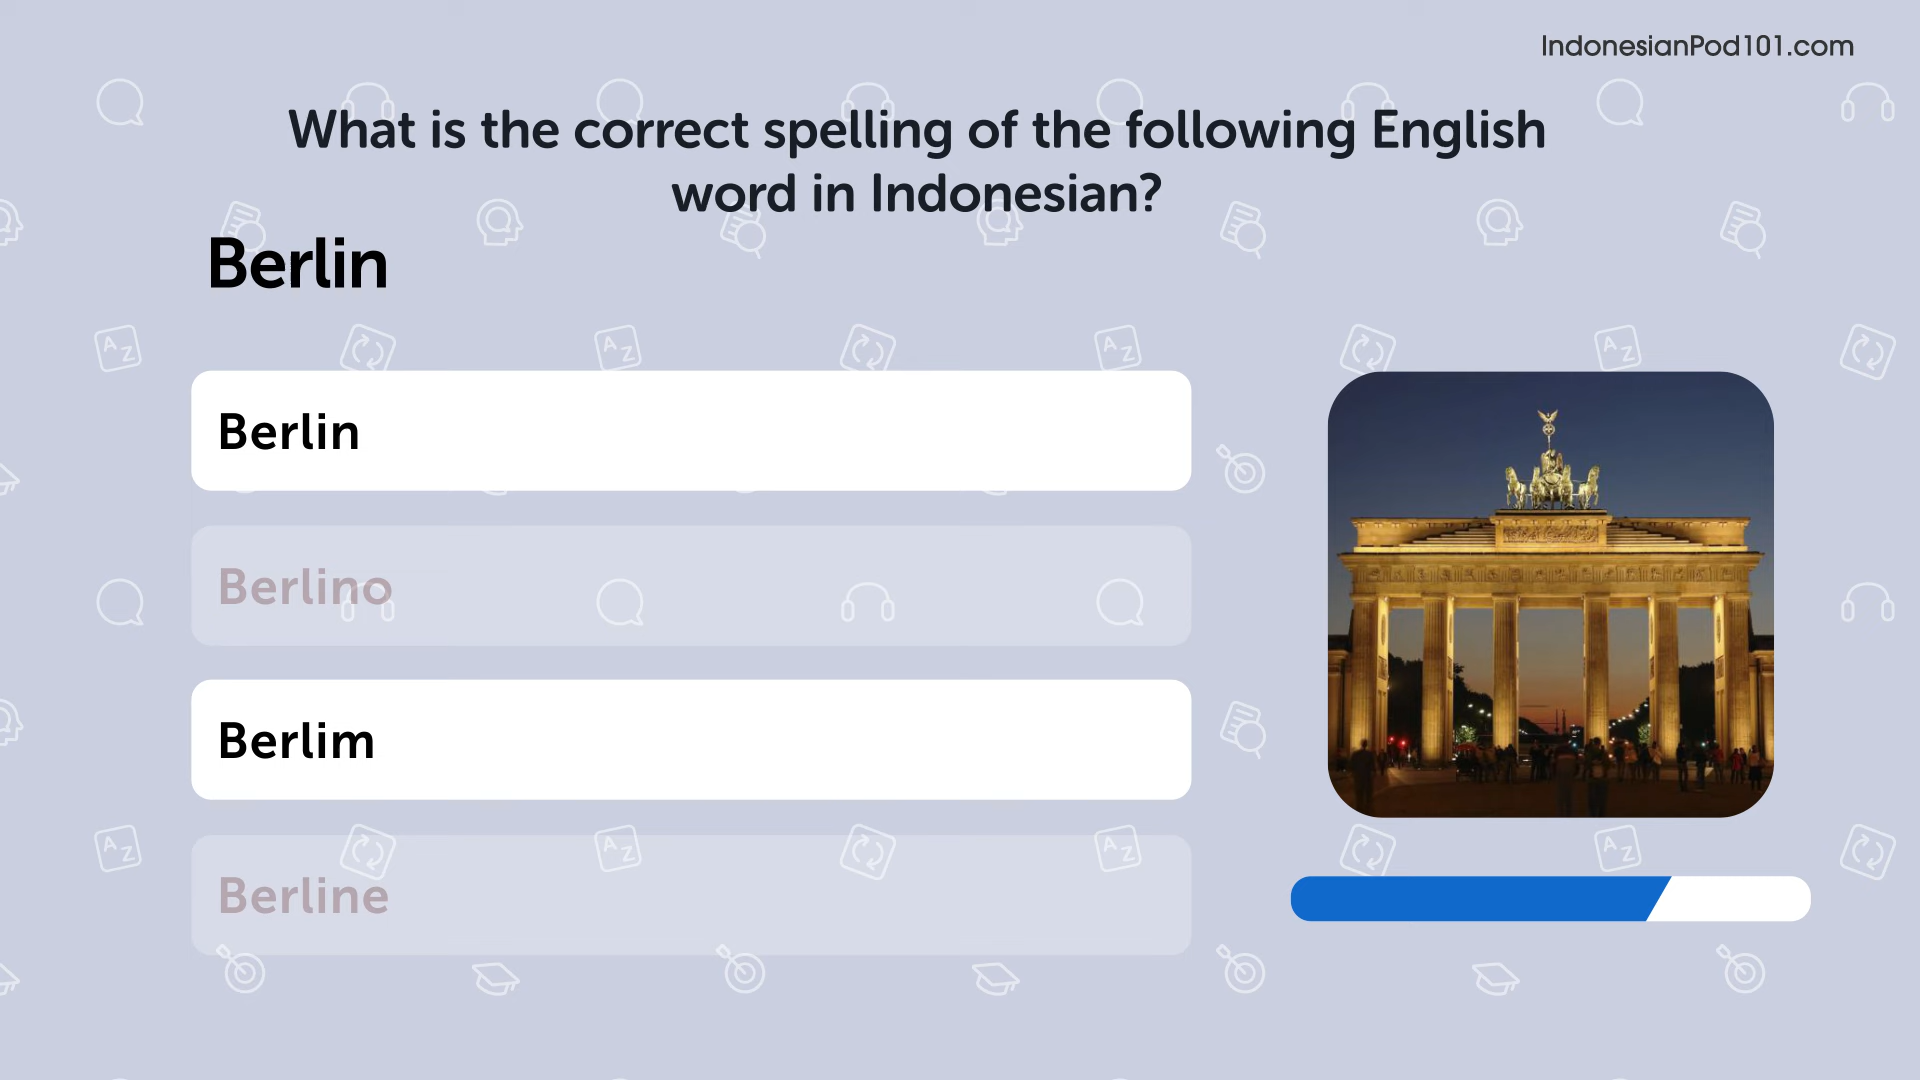 IndonesianPod101.com
What is the correct spelling of the following English
word in Indonesian?
Berlin
Berlin
Berlino
Berlim
Berline